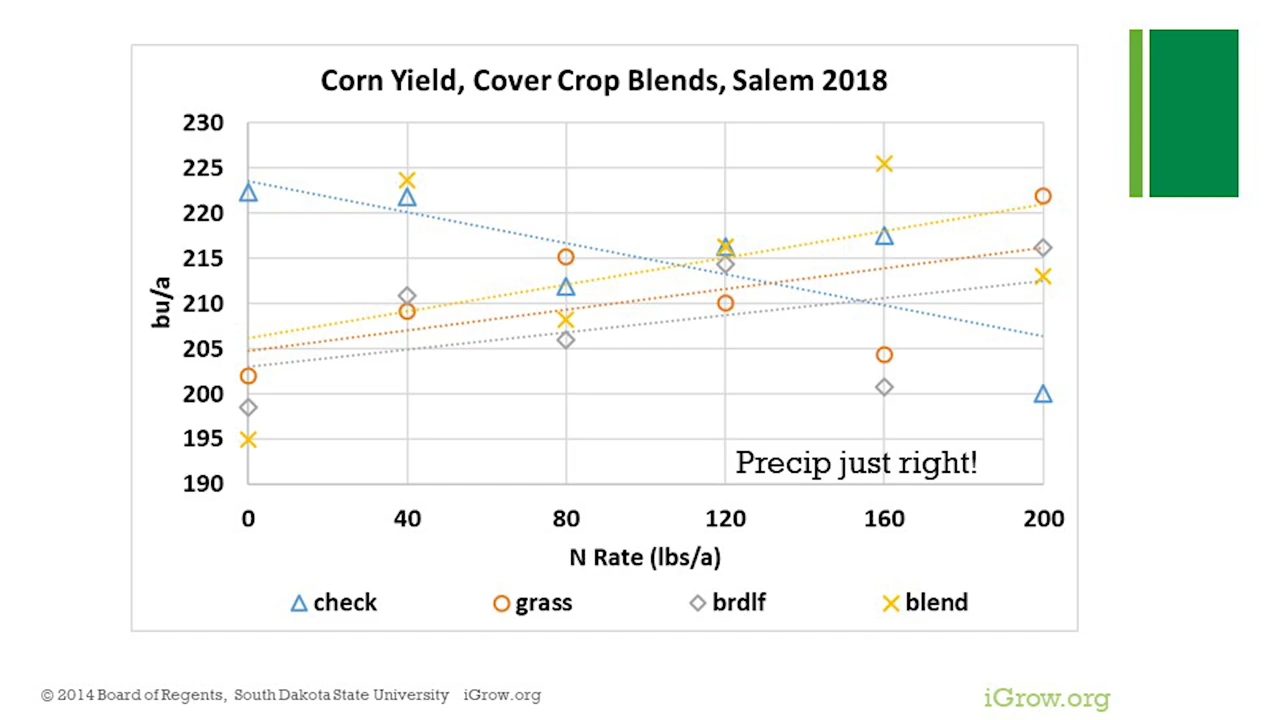 Corn Yield, Cover Crop Blends, Salem 2018
230
225
220
215
210
205
200
195
190
bu/a
Precip just right!
0 40 80 120 160 200
N Rate (lbs/a)
check grass brdlf blend
© 2014 Board of Regents, South Dakota State University iGrow.org
iGrow.org